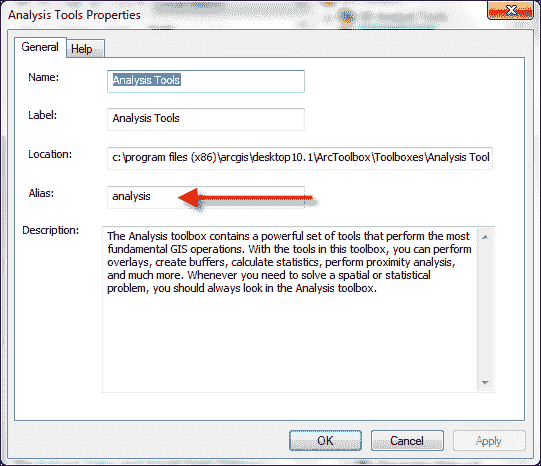 Analysis Tools Properties
General Help
Name: Analysis Tools
Label: Analysis Tools
Location: c:\program files (x86)\arcgis\desktop10.1\ArcToolbox\Toolboxes\Analysis Tool
Alias: analysis
Description: The Analysis toolbox contains a powerful set of tools that perform the most
fundamental GIS operations. With the tools in this toolbox, you can perform
overlays, create buffers, calculate statistics, perform proximity analysis,
and much more. Whenever you need to solve a spatial or statistical
problem, you should always look in the Analysis toolbox.
OK Cancel Apply